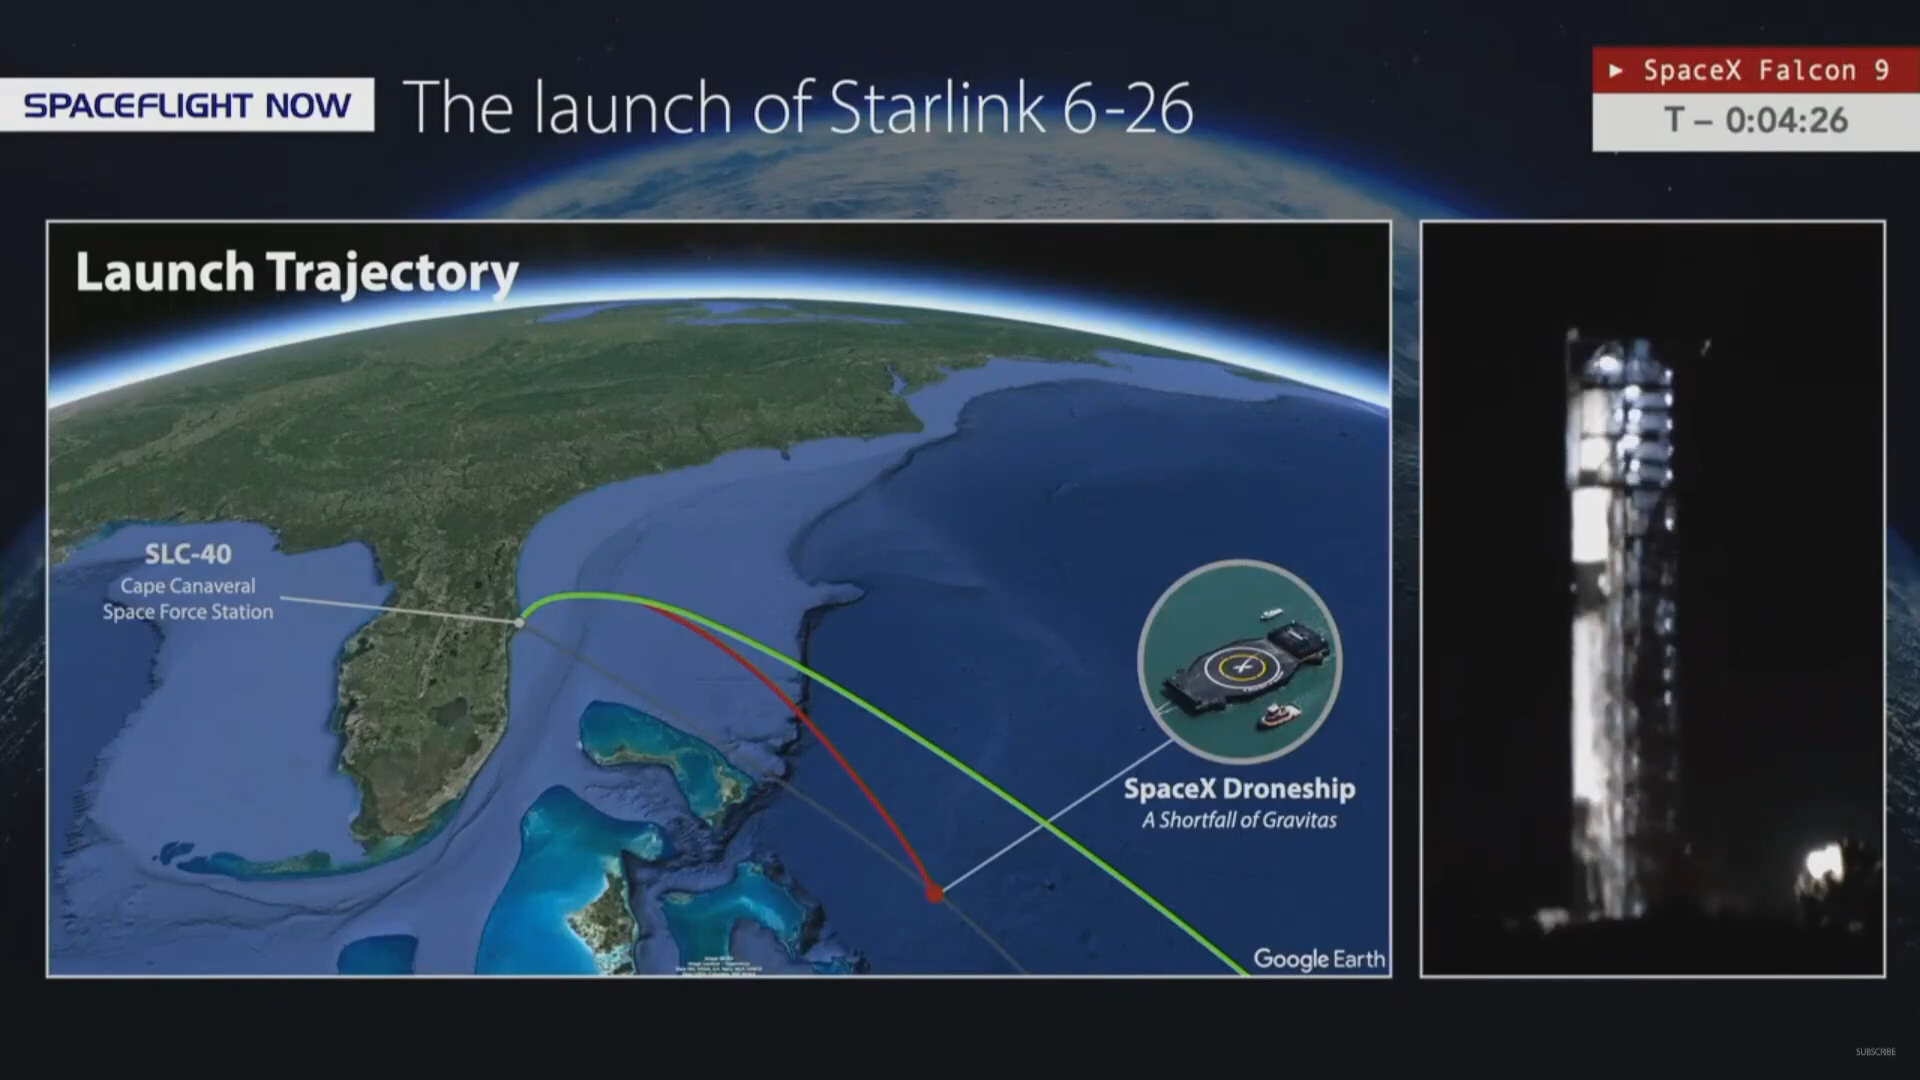 SPACEFLIGHT NOW
The launch of Starlink 6-26
SpaceX Falcon 9
T – 0:04:26
Launch Trajectory
SLC-40
Cape Canaveral
Space Force Station
SpaceX Droneship
A Shortfall of Gravitas
Google Earth
SUBSCRIBE